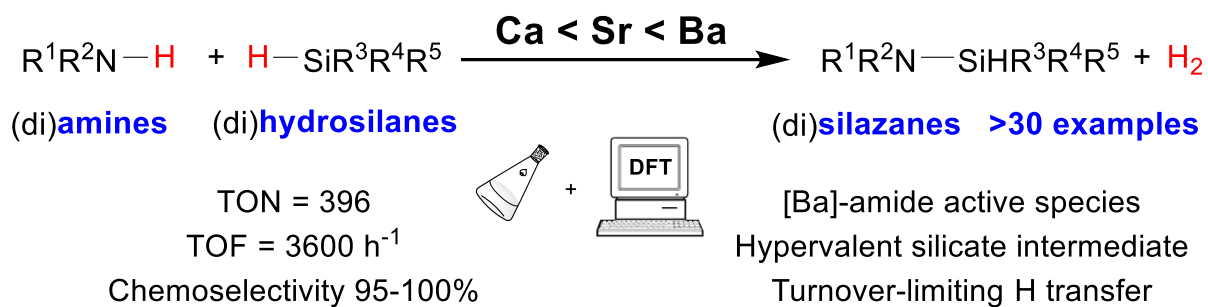 Ca < Sr < Ba
R¹R²N—H + H—SiR³R⁴R⁵ R¹R²N—SiHR³R⁴R⁵ + H₂
(di)amines (di)hydrosilanes (di)silazanes >30 examples
DFT
+
TON = 396 [Ba]-amide active species
TOF = 3600 h⁻¹ Hypervalent silicate intermediate
Chemoselectivity 95-100% Turnover-limiting H transfer